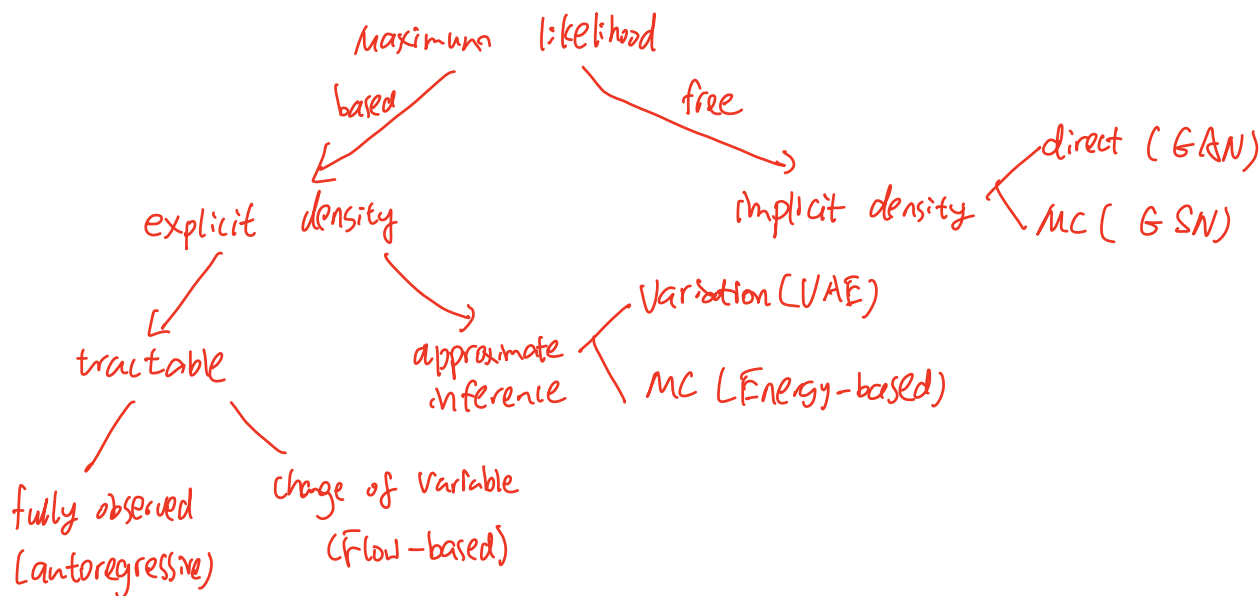 Maximum likelihood
based
free
direct (GAN)
implicit density
MC (GSN)
explicit density
Variation (VAE)
tractable
approximate
inference
MC (Energy-based)
fully observed
(autoregressive)
change of variable
(Flow-based)